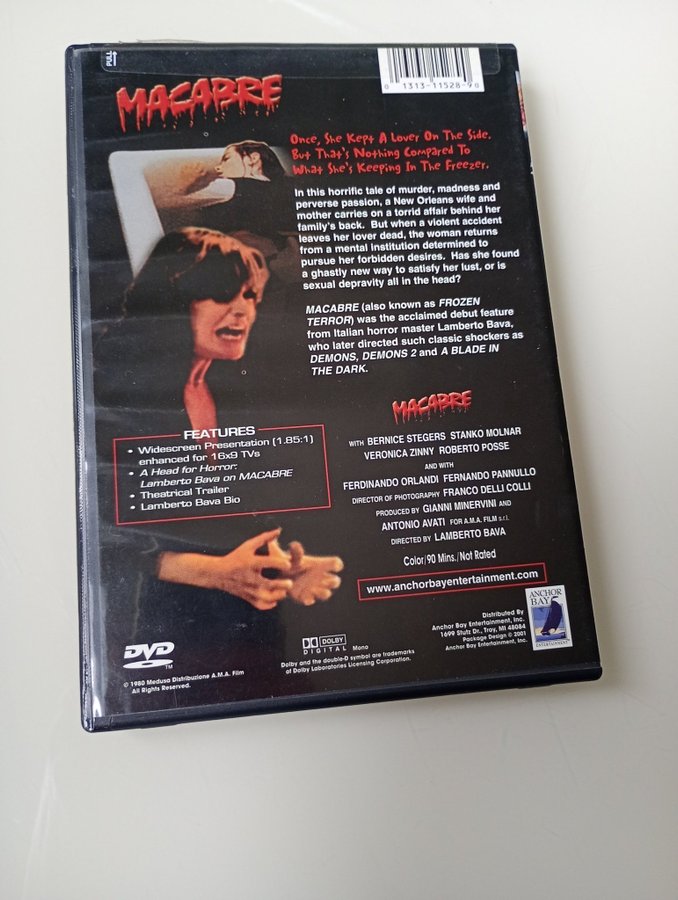 PULL
0 1313-11528-9 0
MACABRE
Once, She Kept A Lover On The Side.
But That's Nothing Compared To
What She's Keeping In The Freezer.
In this horrific tale of murder, madness and
perverse passion, a New Orleans wife and
mother carries on a torrid affair behind her
family's back. But when a violent accident
leaves her lover dead, the woman returns
from a mental institution determined to
pursue her forbidden desires. Has she found
a ghastly new way to satisfy her lust, or is
sexual depravity all in the head?
MACABRE (also known as FROZEN
TERROR) was the acclaimed debut feature
from Italian horror master Lamberto Bava,
who later directed such classic shockers as
DEMONS, DEMONS 2 and A BLADE IN
THE DARK.
FEATURES
• Widescreen Presentation (1.85:1)
enhanced for 16x9 TVs
• A Head for Horror:
Lamberto Bava on MACABRE
• Theatrical Trailer
• Lamberto Bava Bio
MACABRE
WITH BERNICE STEGERS STANKO MOLNAR
VERONICA ZINNY ROBERTO POSSE
AND WITH
FERDINANDO ORLANDI FERNANDO PANNULLO
DIRECTOR OF PHOTOGRAPHY FRANCO DELLI COLLI
PRODUCED BY GIANNI MINERVINI AND
ANTONIO AVATI FOR A.M.A. FILM s.r.l.
DIRECTED BY LAMBERTO BAVA
Color/90 Mins./Not Rated
www.anchorbayentertainment.com
DVD
TM
© 1980 Medusa Distribuzione A.M.A. Film
All Rights Reserved.
DOLBY
DIGITAL Mono
Dolby and the double-D symbol are trademarks
of Dolby Laboratories Licensing Corporation.
Distributed By
Anchor Bay Entertainment, Inc.
1699 Stutz Dr., Troy, MI 48084
Package Design © 2001
Anchor Bay Entertainment, Inc.
ANCHOR
BAY
ENTERTAINMENT